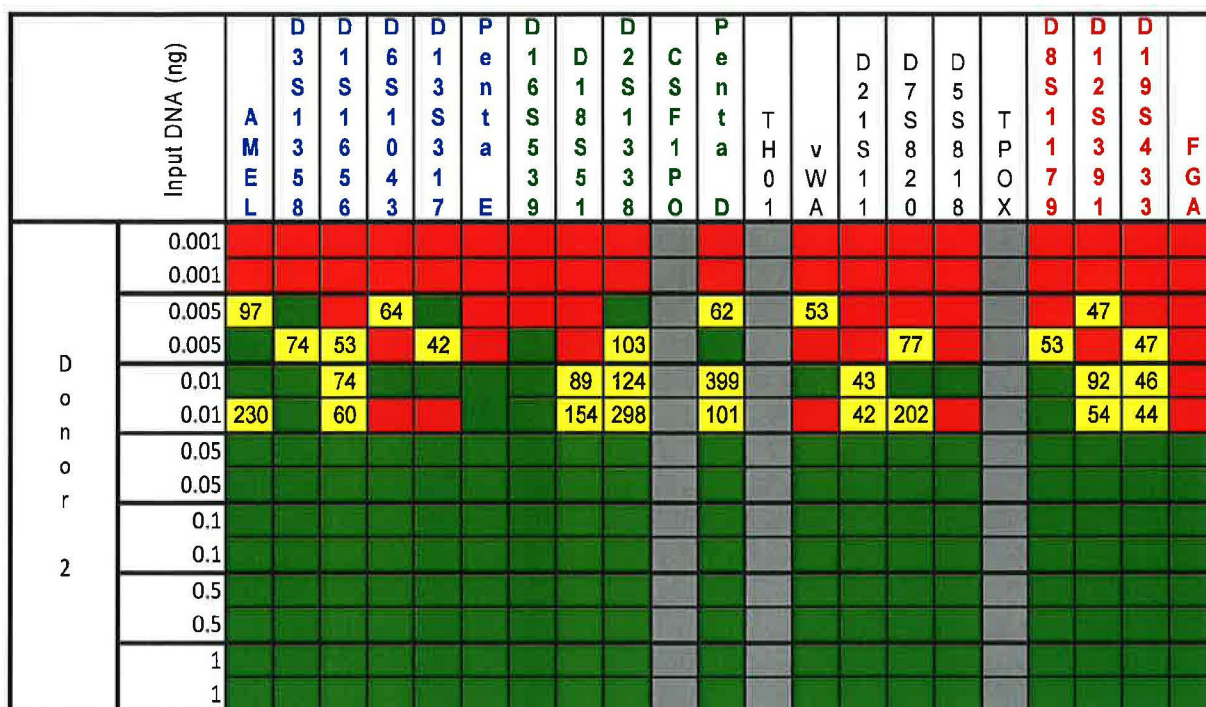 Input DNA (ng) AMEL D3S1358 D1S1656 D6S1043 D13S317 Penta E D16S539 D18S51 D2S1338 CSF1PO Penta D TH01 vWA D21S11 D7S820 D5S818 TPOX D8S1179 D12S391 D19S433 FGA
Donor 2
0.001
0.001
0.005 97 64 62 53 47
0.005 74 53 42 103 77 53 47
0.01 74 89 124 399 43 92 46
0.01 230 60 154 298 101 42 202 54 44
0.05
0.05
0.1
0.1
0.5
0.5
1
1